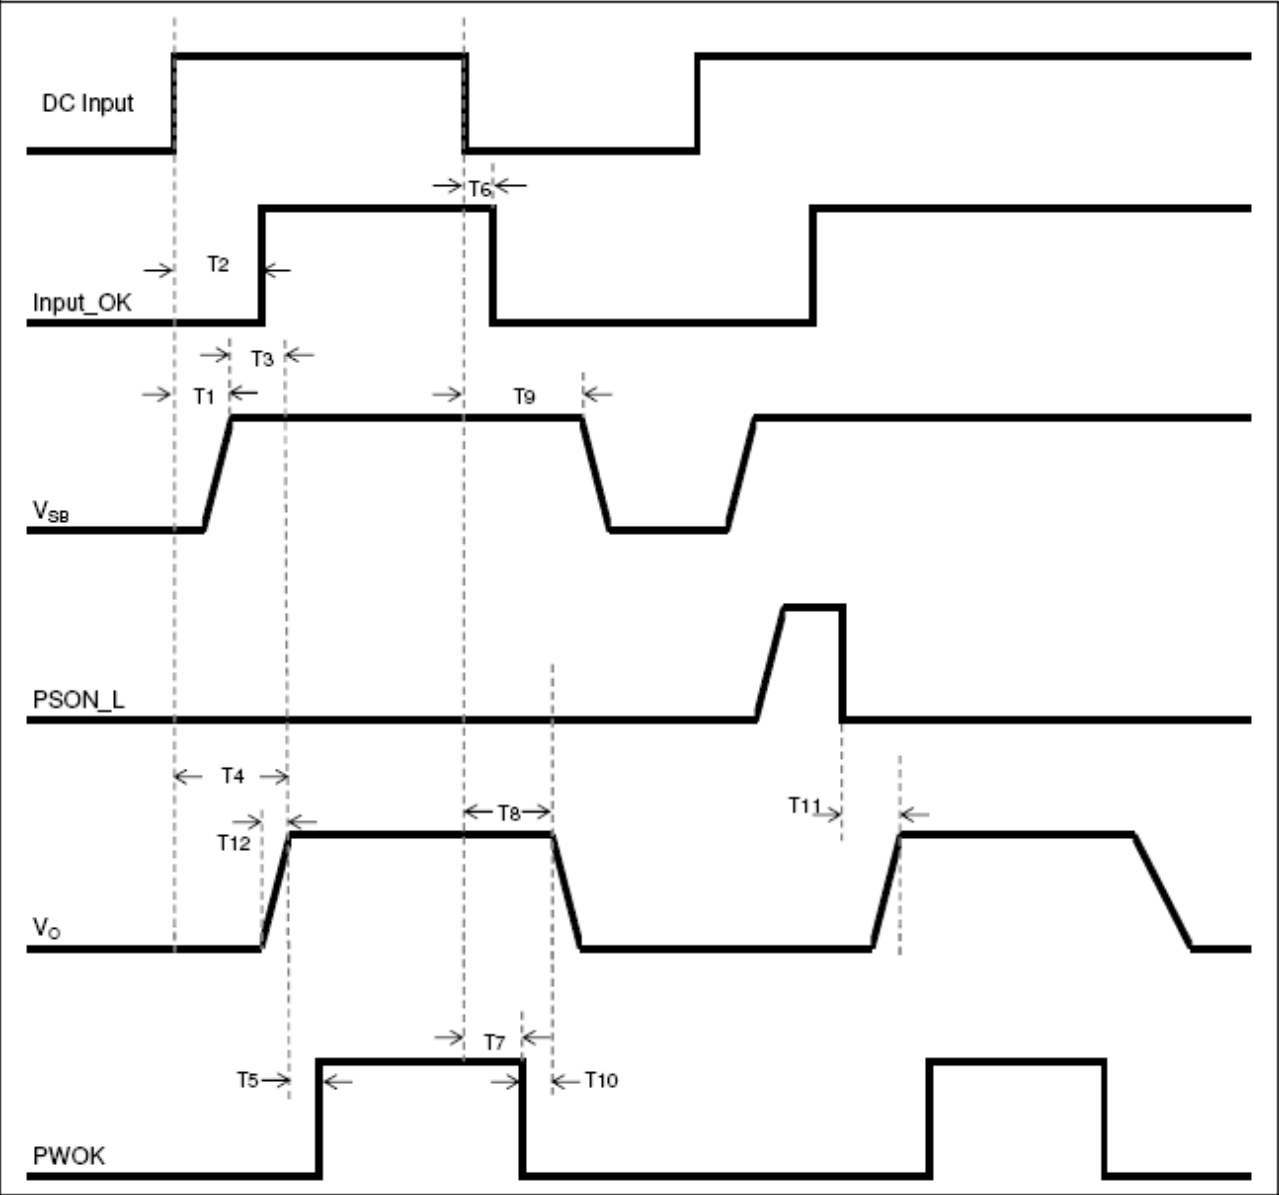 DC Input
T6
T2
Input_OK
T3
T1
T9
VSB
PSON_L
T4
T8
T11
T12
VO
T7
T5
T10
PWOK